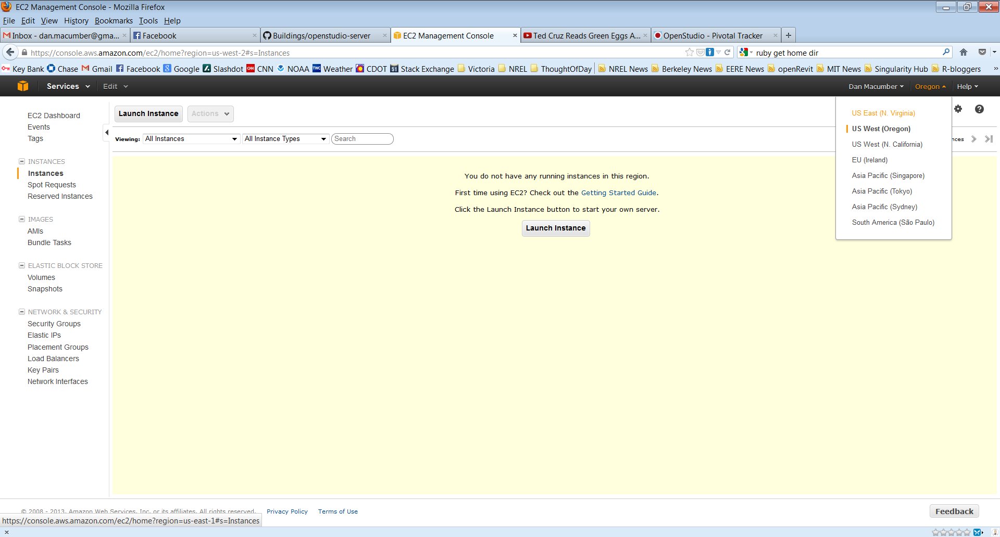 EC2 Management Console - Mozilla Firefox
File Edit View History Bookmarks Tools Help
Inbox - dan.macumber@gma... Facebook Buildings/openstudio-server EC2 Management Console Ted Cruz Reads Green Eggs A... OpenStudio - Pivotal Tracker
https://console.aws.amazon.com/ec2/home?region=us-west-2#s=Instances ruby get home dir
Key Bank Chase Gmail Facebook Google Slashdot CNN NOAA Weather CDOT Stack Exchange Victoria NREL ThoughtOfDay NREL News Berkeley News EERE News openRevit MIT News Singularity Hub R-bloggers
Services Edit Dan Macumber Oregon Help
EC2 Dashboard
Events
Tags
INSTANCES
Instances
Spot Requests
Reserved Instances
IMAGES
AMIs
Bundle Tasks
ELASTIC BLOCK STORE
Volumes
Snapshots
NETWORK & SECURITY
Security Groups
Elastic IPs
Placement Groups
Load Balancers
Key Pairs
Network Interfaces
Launch Instance Actions
Viewing: All Instances All Instance Types Search
nces
You do not have any running instances in this region.
First time using EC2? Check out the Getting Started Guide.
Click the Launch Instance button to start your own server.
Launch Instance
US East (N. Virginia)
US West (Oregon)
US West (N. California)
EU (Ireland)
Asia Pacific (Singapore)
Asia Pacific (Tokyo)
Asia Pacific (Sydney)
South America (São Paulo)
© 2008 - 2013, Amazon Web Services, Inc. or its affiliates. All rights reserved. Privacy Policy Terms of Use Feedback
https://console.aws.amazon.com/ec2/home?region=us-east-1#s=Instances